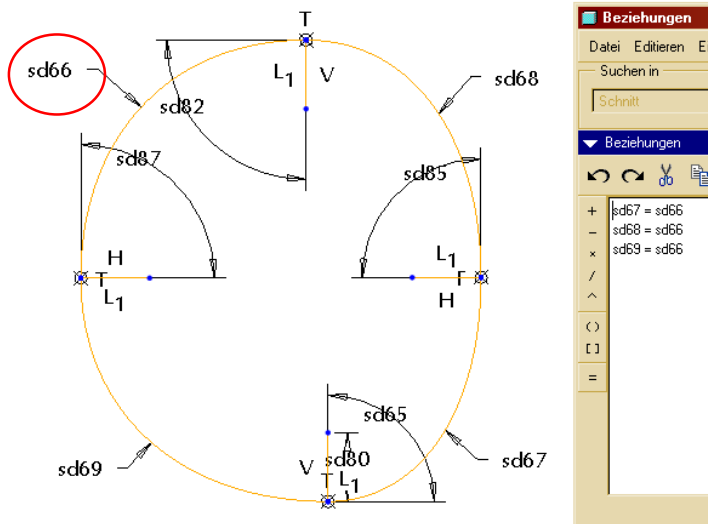 T
sd66
L1 V
sd68
sd82
sd87
sd85
H
T
L1
L1
H
sd65
sd80
V
T L1
sd69
sd67
Beziehungen
Datei Editieren
Suchen in
Schnitt
Beziehungen
+
−
×
/
^
()
[]
=
sd67 = sd66
sd68 = sd66
sd69 = sd66